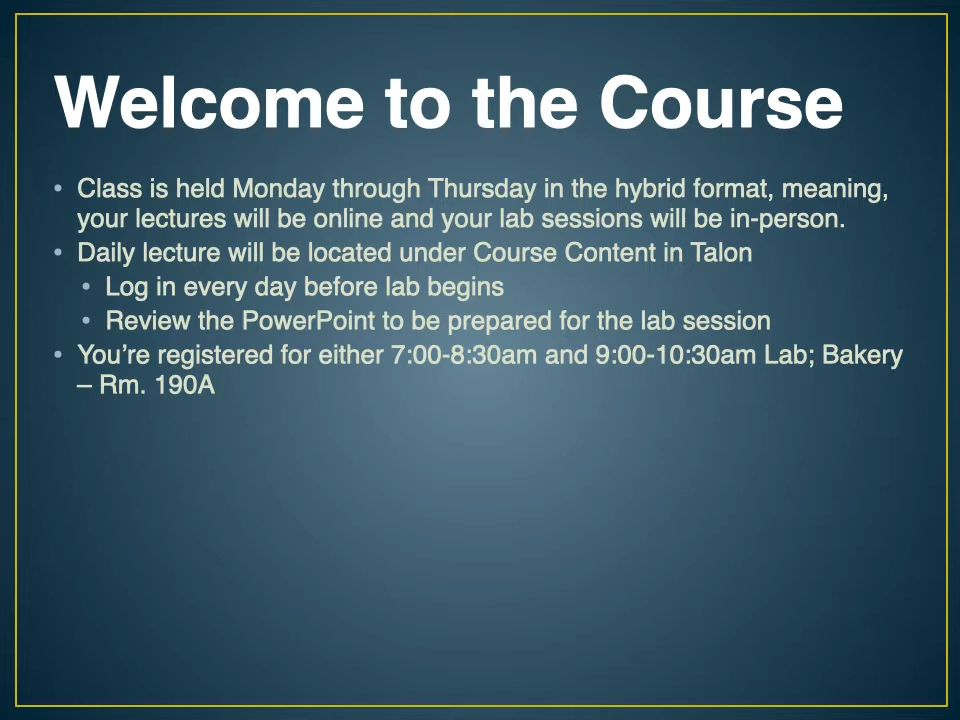 Welcome to the Course
• Class is held Monday through Thursday in the hybrid format, meaning,
your lectures will be online and your lab sessions will be in-person.
• Daily lecture will be located under Course Content in Talon
• Log in every day before lab begins
• Review the PowerPoint to be prepared for the lab session
• You’re registered for either 7:00-8:30am and 9:00-10:30am Lab; Bakery
– Rm. 190A